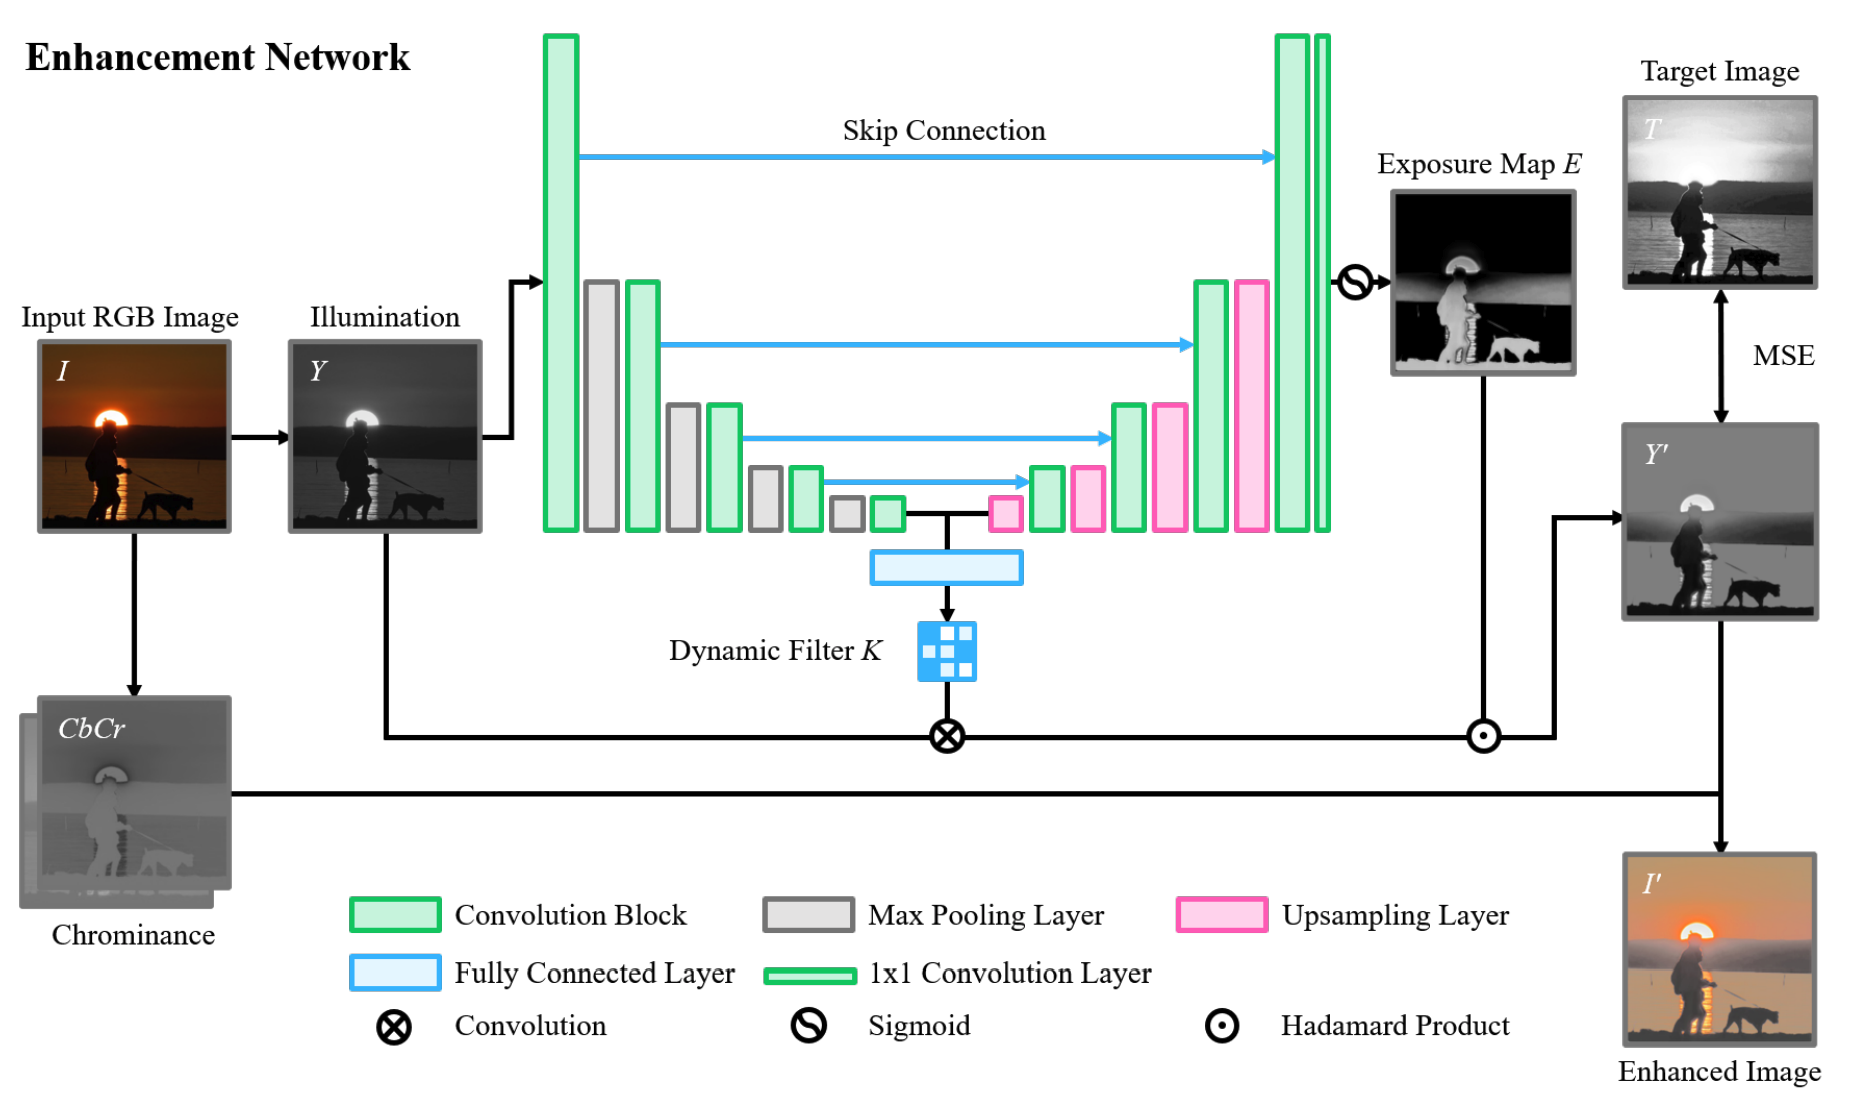 Enhancement Network
Skip Connection
Target Image
T
Exposure Map E
Input RGB Image
Illumination
I
Y
MSE
Y'
Dynamic Filter K
CbCr
Chrominance
I'
Convolution Block
Max Pooling Layer
Upsampling Layer
Fully Connected Layer
1x1 Convolution Layer
Convolution
Sigmoid
Hadamard Product
Enhanced Image